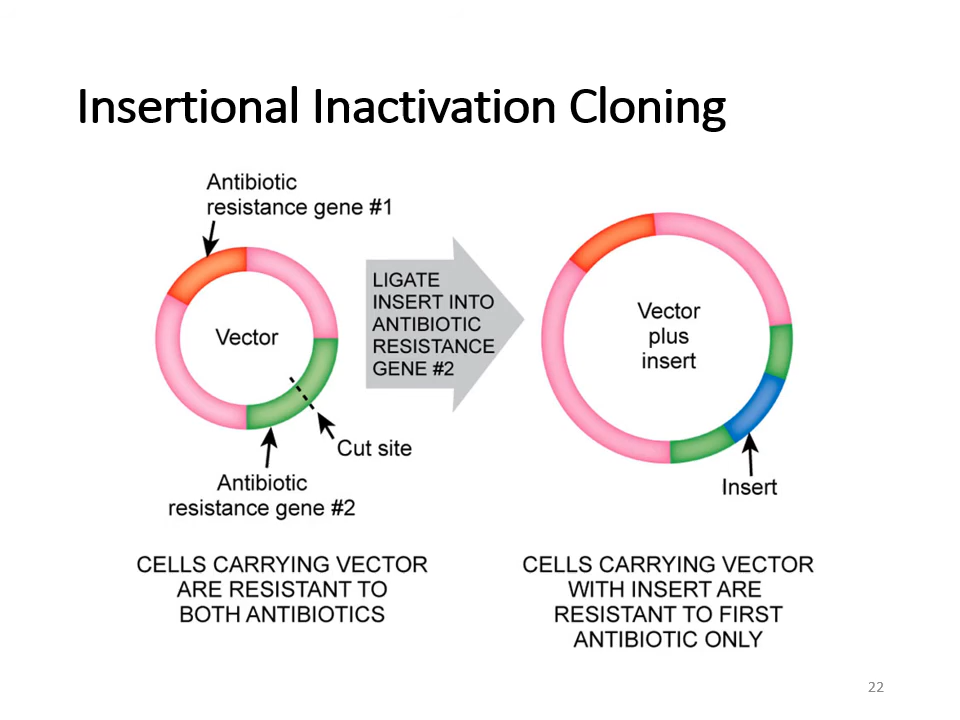 Insertional Inactivation Cloning
Antibiotic
resistance gene #1
Vector
LIGATE
INSERT INTO
ANTIBIOTIC
RESISTANCE
GENE #2
Vector
plus
insert
Cut site
Antibiotic
resistance gene #2
Insert
CELLS CARRYING VECTOR
ARE RESISTANT TO
BOTH ANTIBIOTICS
CELLS CARRYING VECTOR
WITH INSERT ARE
RESISTANT TO FIRST
ANTIBIOTIC ONLY
22